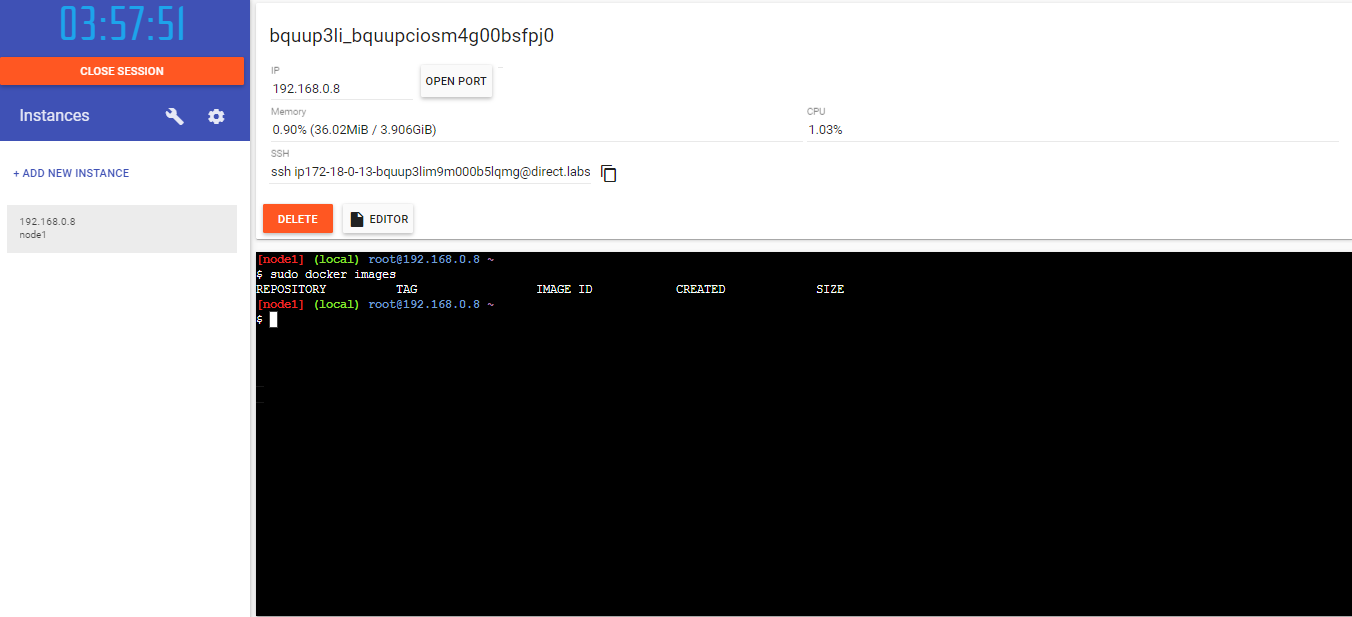 03:57:51
CLOSE SESSION
Instances
+ ADD NEW INSTANCE
192.168.0.8
node1
bquup3li_bquupciosm4g00bsfpj0
IP
192.168.0.8
OPEN PORT
Memory
0.90% (36.02MiB / 3.906GiB)
CPU
1.03%
SSH
ssh ip172-18-0-13-bquup3lim9m000b5lqmg@direct.labs
DELETE
EDITOR
[node1] (local) root@192.168.0.8 ~
$ sudo docker images
REPOSITORY TAG IMAGE ID CREATED SIZE
[node1] (local) root@192.168.0.8 ~
$